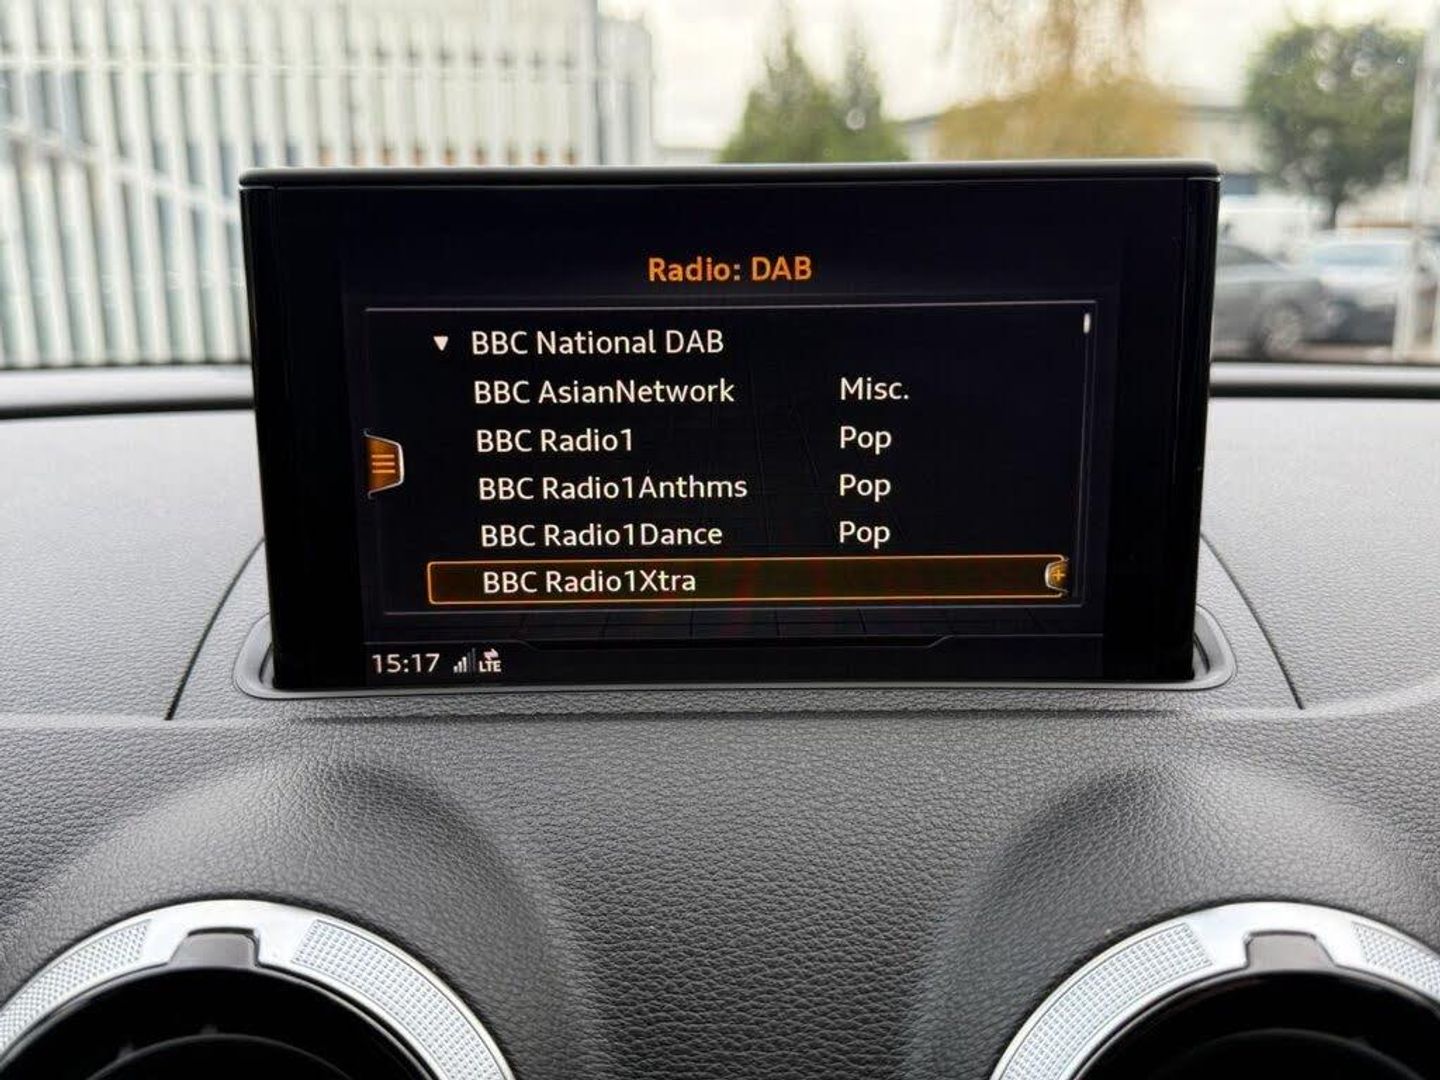 Radio: DAB
BBC National DAB
BBC AsianNetwork Misc.
BBC Radio1 Pop
BBC Radio1Anthms Pop
BBC Radio1Dance Pop
BBC Radio1Xtra
15:17 LTE